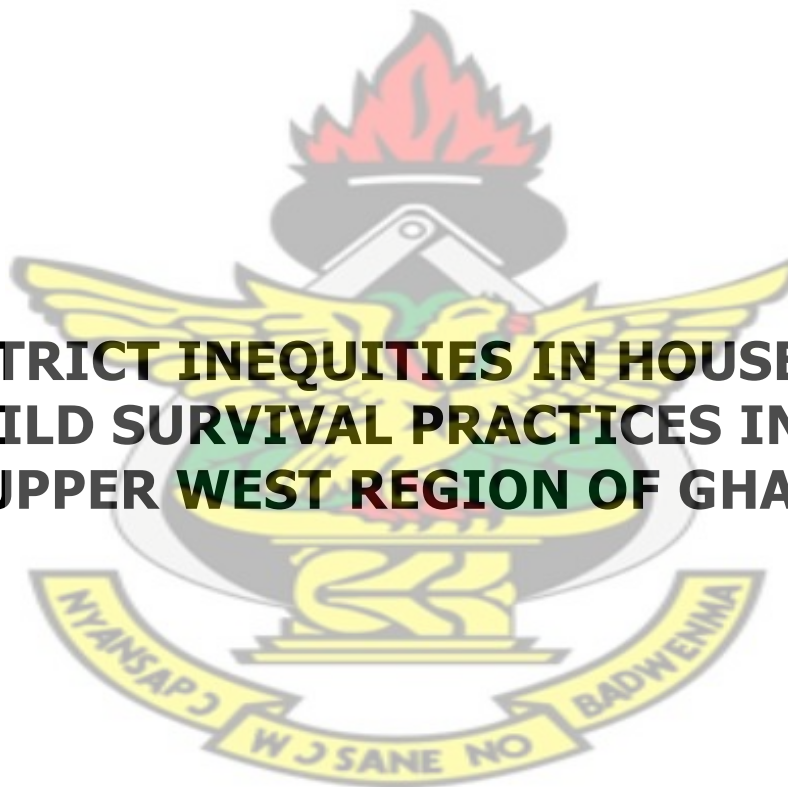 TRICT INEQUITIES IN HOUSE
ILD SURVIVAL PRACTICES IN
UPPER WEST REGION OF GHA
NYANSAPƆ WƆSANE NO BADWENMA